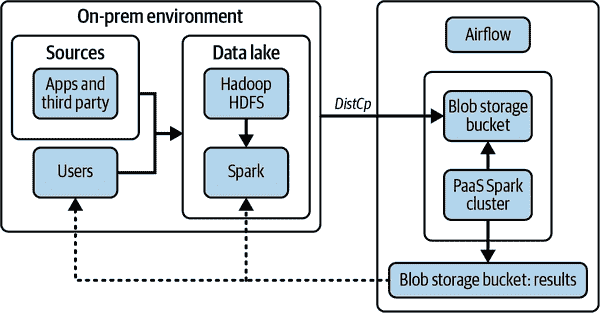 On-prem environment
Sources
Apps and
third party
Users
Data lake
Hadoop
HDFS
Spark
DistCp
Airflow
Blob storage
bucket
PaaS Spark
cluster
Blob storage bucket: results